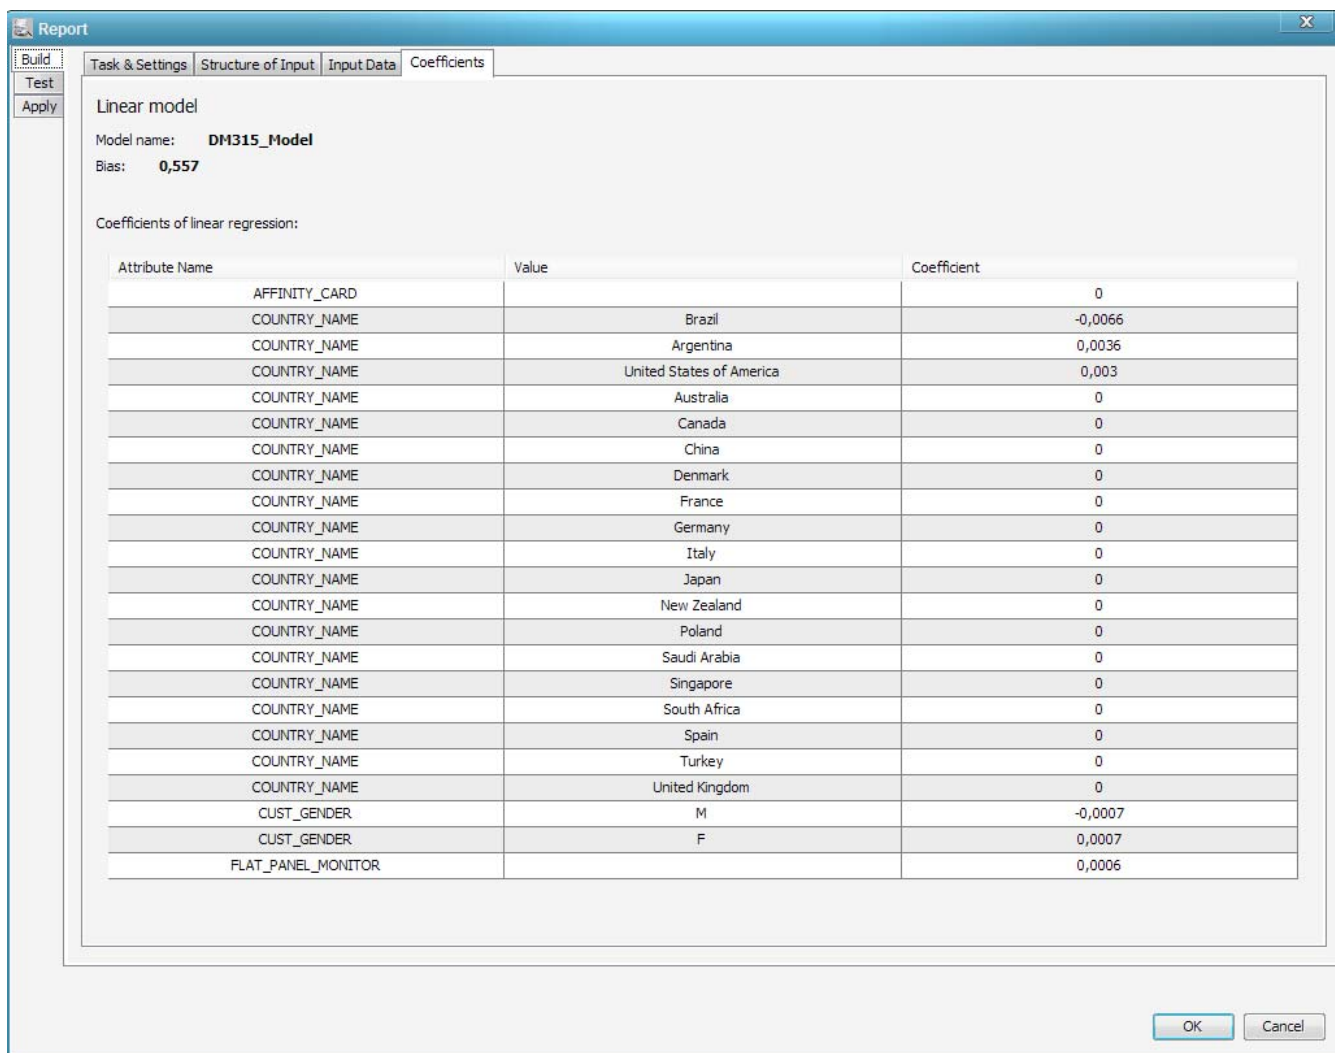 Report
Build
Test
Apply
Task & Settings Structure of Input Input Data Coefficients
Linear model
Model name: DM315_Model
Bias: 0,557
Coefficients of linear regression:
Attribute Name Value Coefficient
AFFINITY_CARD 0
COUNTRY_NAME Brazil -0,0066
COUNTRY_NAME Argentina 0,0036
COUNTRY_NAME United States of America 0,003
COUNTRY_NAME Australia 0
COUNTRY_NAME Canada 0
COUNTRY_NAME China 0
COUNTRY_NAME Denmark 0
COUNTRY_NAME France 0
COUNTRY_NAME Germany 0
COUNTRY_NAME Italy 0
COUNTRY_NAME Japan 0
COUNTRY_NAME New Zealand 0
COUNTRY_NAME Poland 0
COUNTRY_NAME Saudi Arabia 0
COUNTRY_NAME Singapore 0
COUNTRY_NAME South Africa 0
COUNTRY_NAME Spain 0
COUNTRY_NAME Turkey 0
COUNTRY_NAME United Kingdom 0
CUST_GENDER M -0,0007
CUST_GENDER F 0,0007
FLAT_PANEL_MONITOR 0,0006
OK Cancel